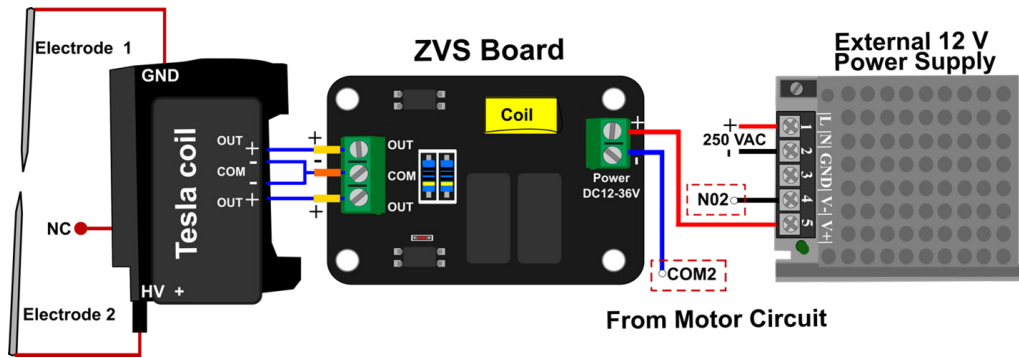 Electrode 1
GND
Tesla coil
OUT
+
-
COM
-
OUT
+
NC
HV +
Electrode 2
ZVS Board
Coil
+
-
+
OUT
COM
OUT
+
-
Power
DC12-36V
COM2
From Motor Circuit
External 12 V
Power Supply
+
250 VAC
-
N02
1
2
3
4
5
L
N
GND
V-
V+